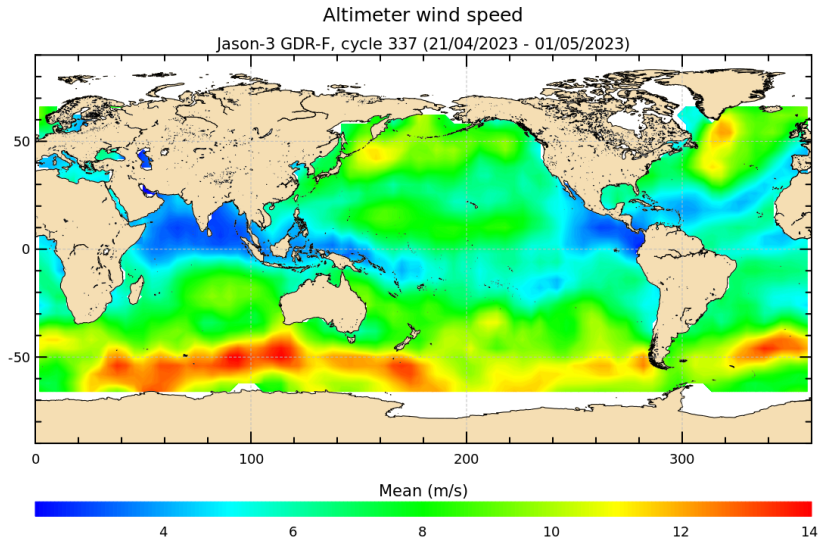 Altimeter wind speed
Jason-3 GDR-F, cycle 337 (21/04/2023 - 01/05/2023)
50
0
-50
0 100 200 300
Mean (m/s)
4 6 8 10 12 14